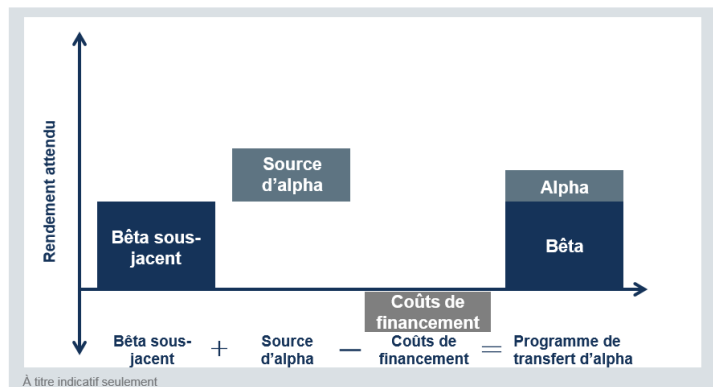 Rendement attendu
Source
d'alpha
Bêta sous-
jacent
Alpha
Bêta
Coûts de
financement
Bêta sous-
jacent
+
Source
d'alpha
—
Coûts de
financement
=
Programme de
transfert d'alpha
À titre indicatif seulement